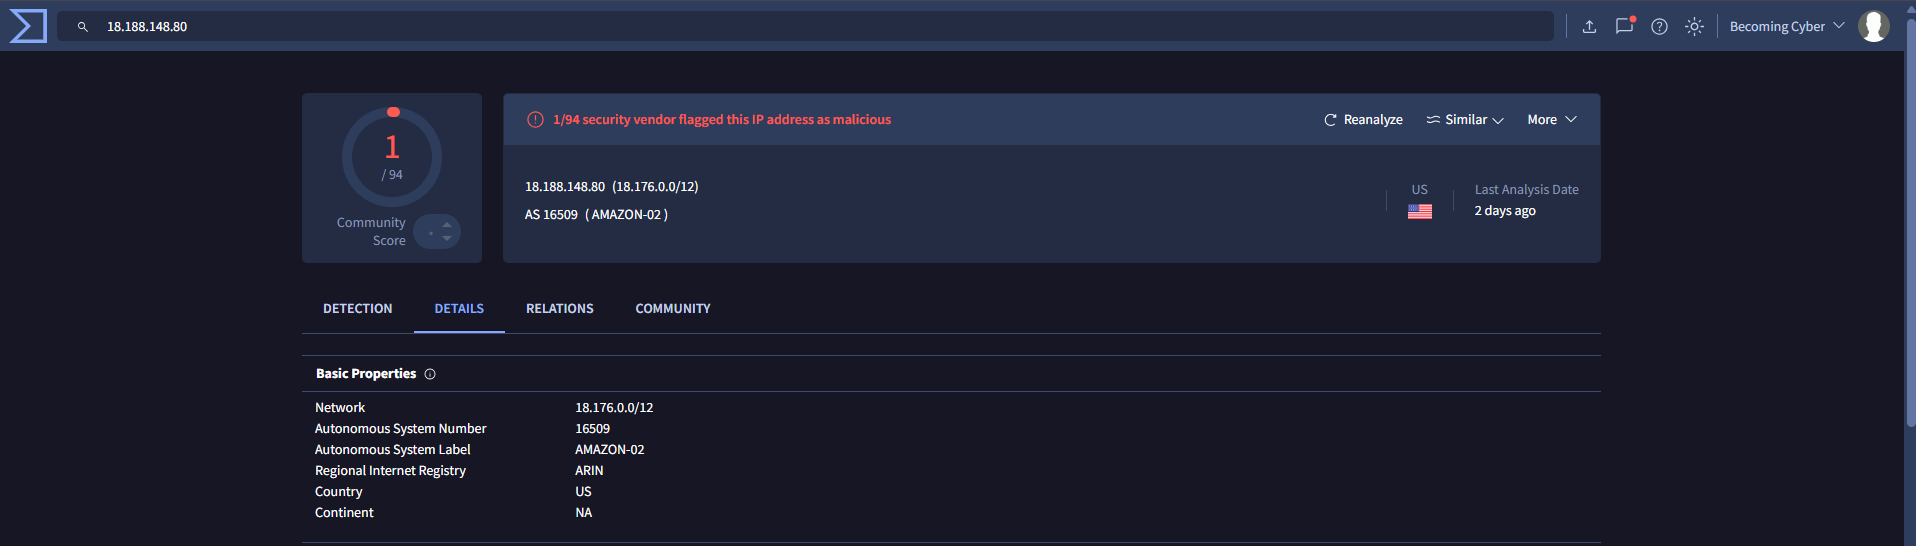 18.188.148.80
Becoming Cyber
1
/ 94
Community
Score
1/94 security vendor flagged this IP address as malicious
Reanalyze
Similar
More
18.188.148.80 (18.176.0.0/12)
AS 16509 ( AMAZON-02 )
US
Last Analysis Date
2 days ago
DETECTION
DETAILS
RELATIONS
COMMUNITY
Basic Properties
Network 18.176.0.0/12
Autonomous System Number 16509
Autonomous System Label AMAZON-02
Regional Internet Registry ARIN
Country US
Continent NA